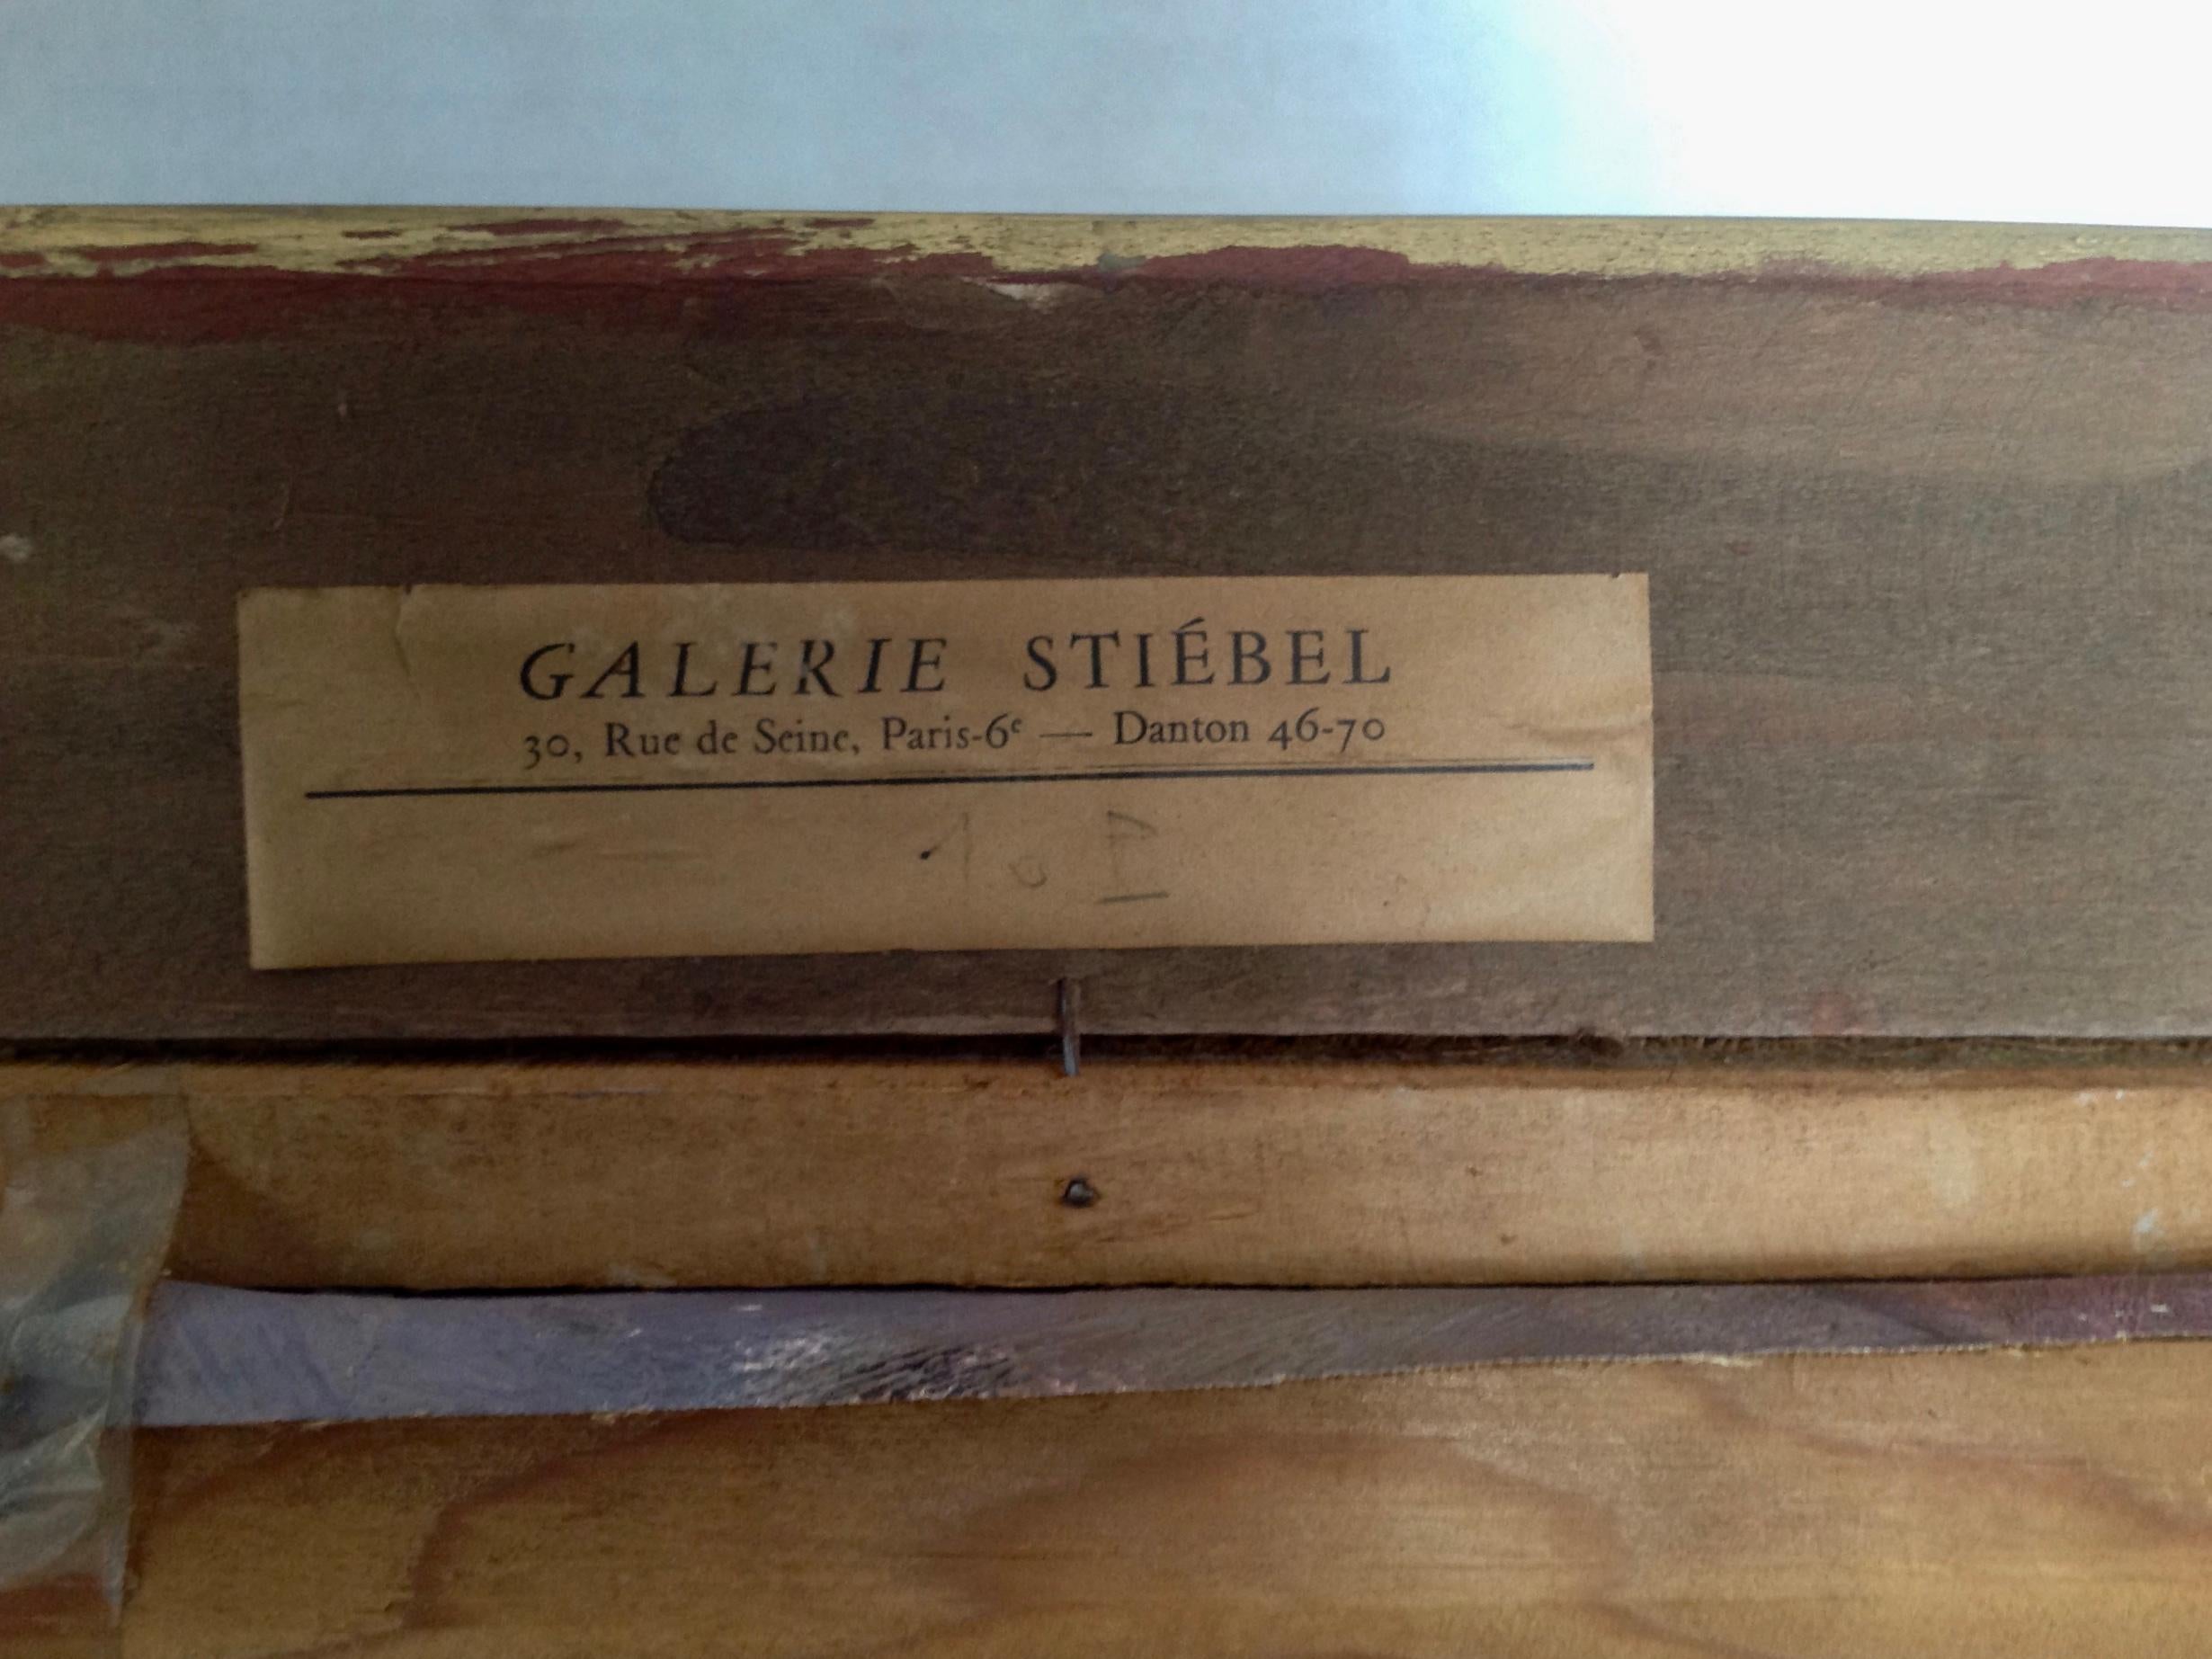 GALERIE STIÉBEL
30, Rue de Seine, Paris-6e — Danton 46-70